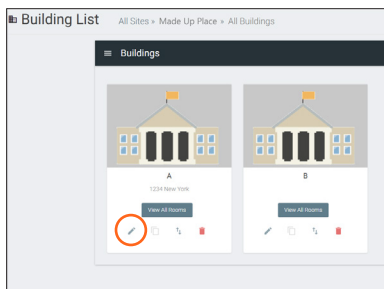 Building List
All Sites » Made Up Place » All Buildings
Buildings
A
1234 New York
View All Rooms
B
View All Rooms